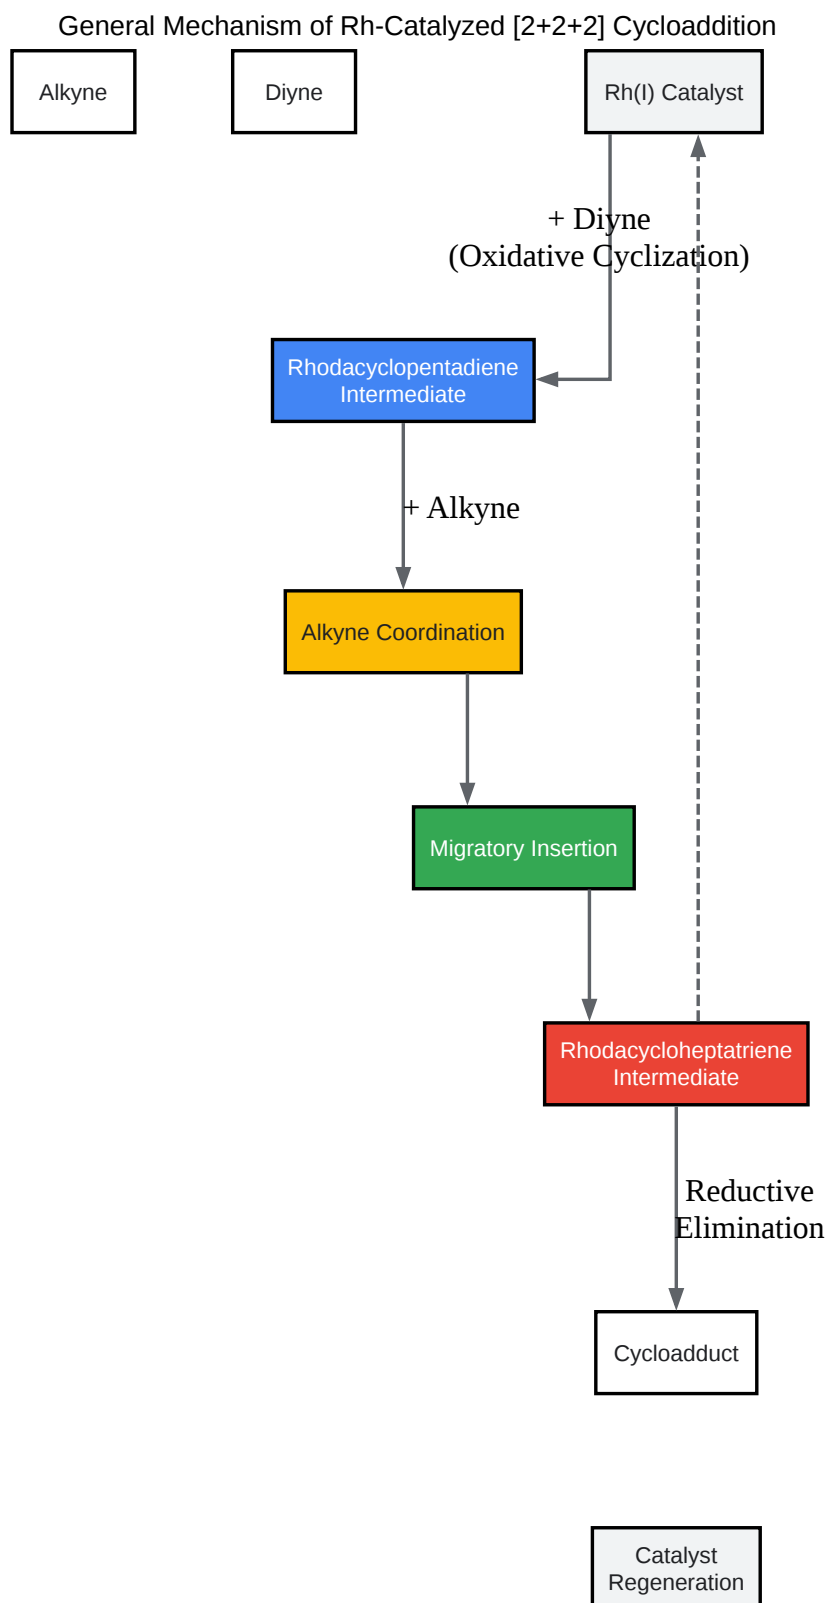 General Mechanism of Rh-Catalyzed [2+2+2] Cycloaddition
Alkyne
Diyne
Rh(I) Catalyst
+ Diyne
(Oxidative Cyclization)
Rhodacyclopentadiene
Intermediate
+ Alkyne
Alkyne Coordination
Migratory Insertion
Rhodacycloheptatriene
Intermediate
Reductive
Elimination
Cycloadduct
Catalyst
Regeneration